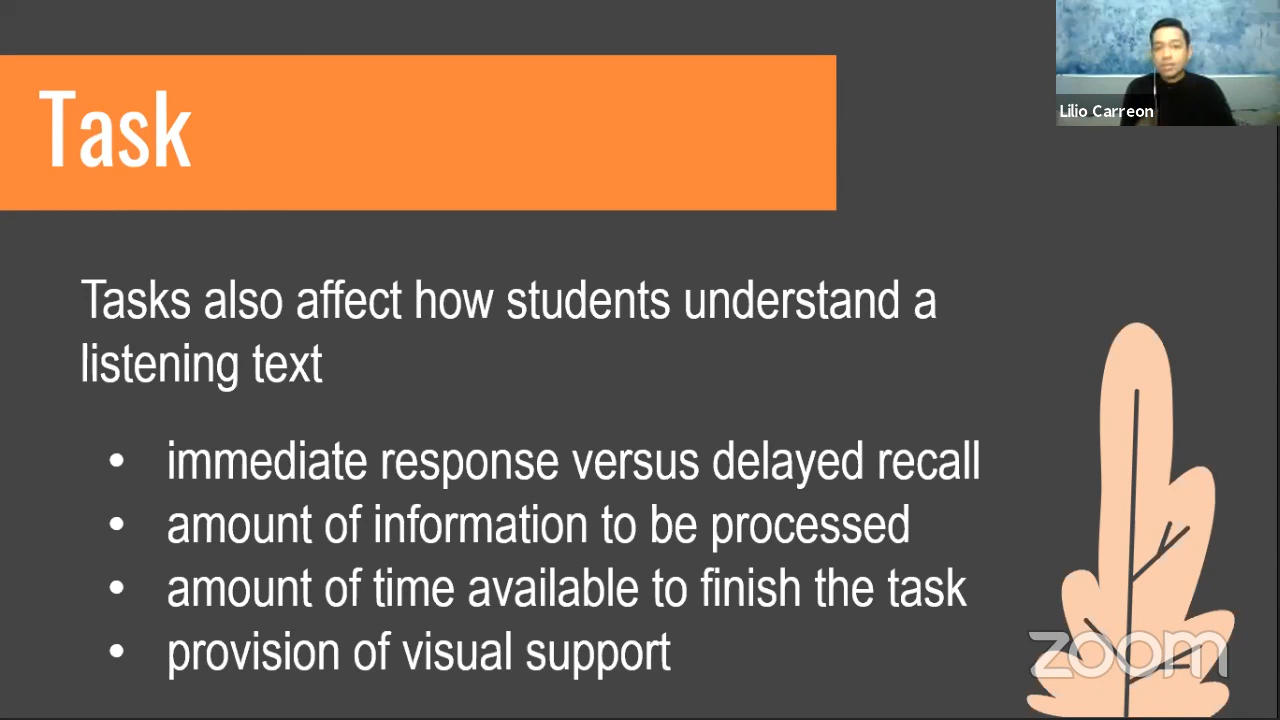 Task
Lilio Carreon
Tasks also affect how students understand a
listening text
• immediate response versus delayed recall
• amount of information to be processed
• amount of time available to finish the task
• provision of visual support
zoom